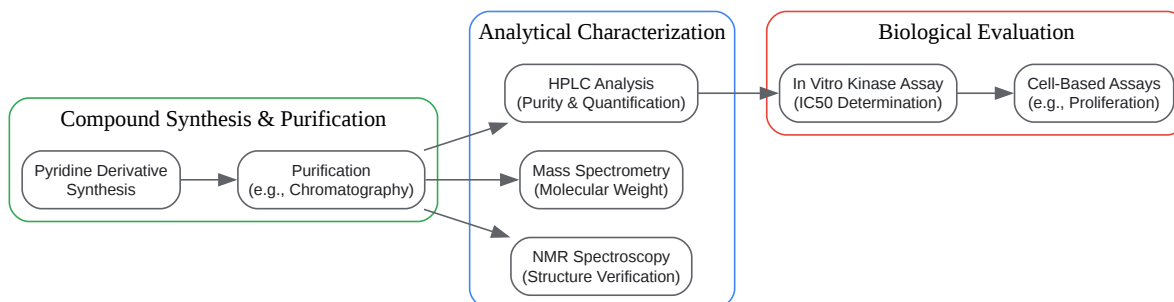 Compound Synthesis & Purification
Pyridine Derivative
Synthesis
Purification
(e.g., Chromatography)
Analytical Characterization
HPLC Analysis
(Purity & Quantification)
Mass Spectrometry
(Molecular Weight)
NMR Spectroscopy
(Structure Verification)
Biological Evaluation
In Vitro Kinase Assay
(IC50 Determination)
Cell-Based Assays
(e.g., Proliferation)